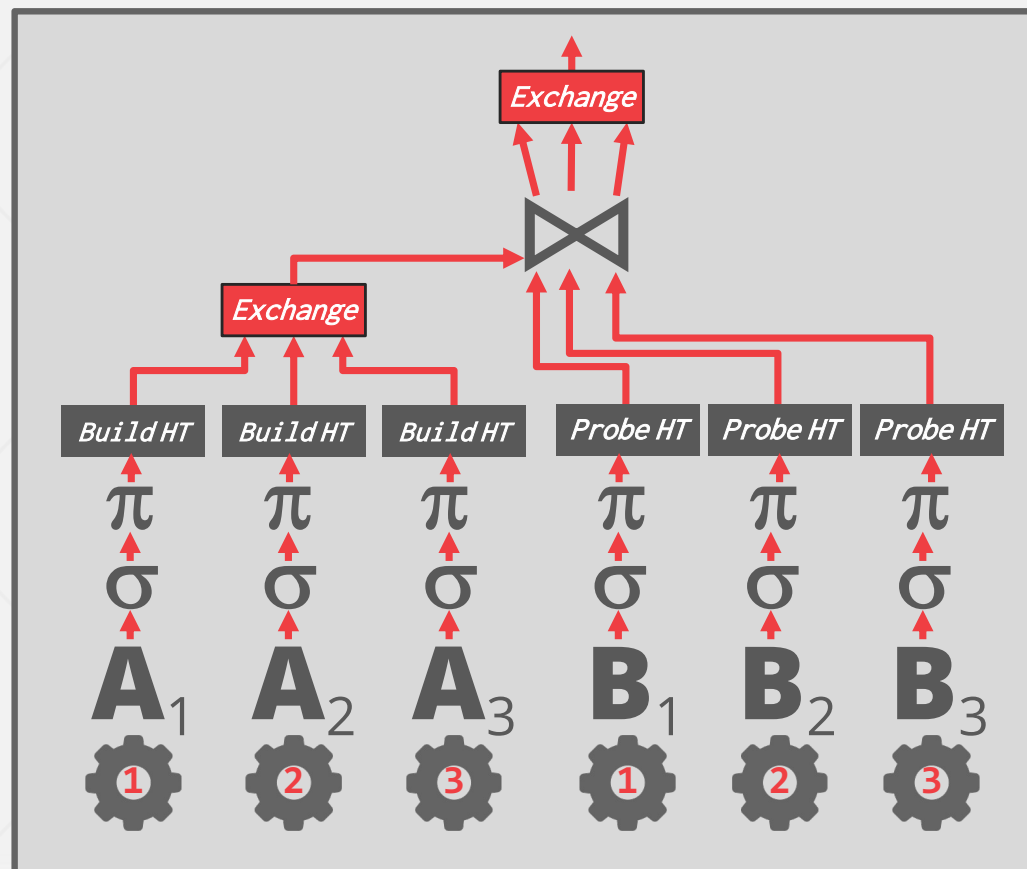 Exchange
Exchange
Build HT Build HT Build HT Probe HT Probe HT Probe HT
π π π π π π
σ σ σ σ σ σ
A1 A2 A3 B1 B2 B3
1 2 3 1 2 3